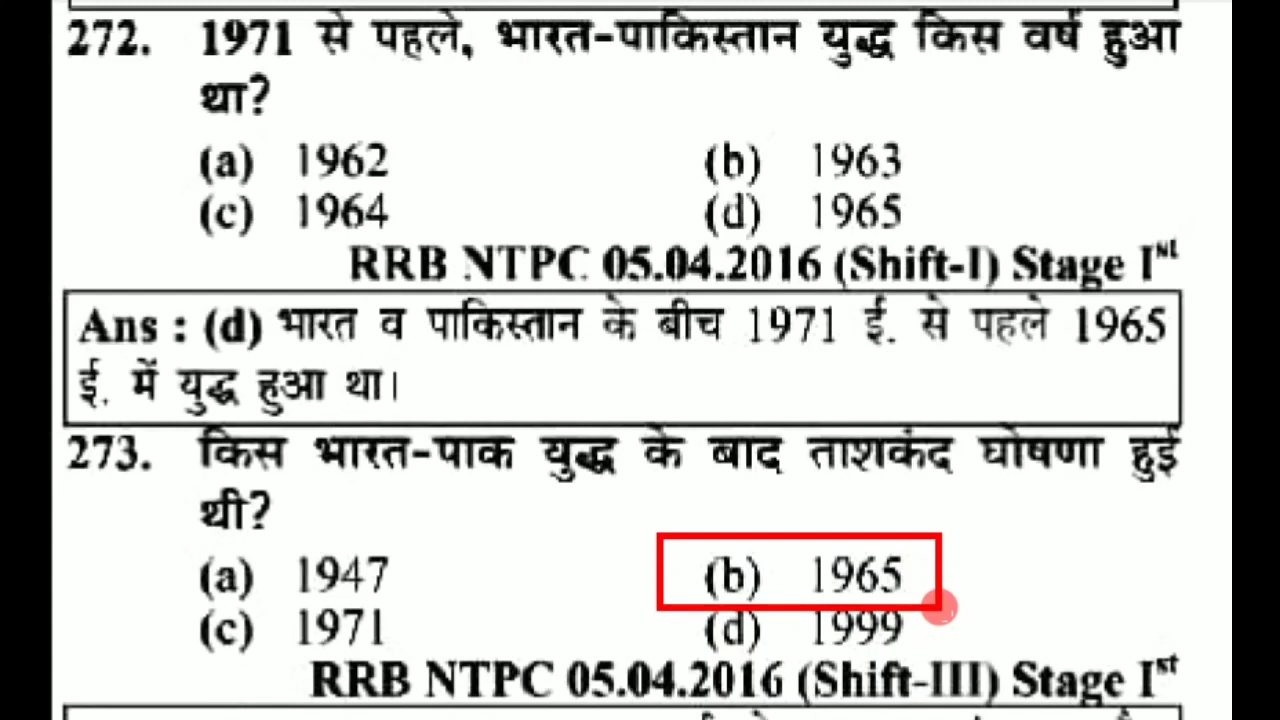 272. 1971 से पहले, भारत-पाकिस्तान युद्ध किस वर्ष हुआ
था?
(a) 1962 (b) 1963
(c) 1964 (d) 1965
RRB NTPC 05.04.2016 (Shift-I) Stage Ist
Ans : (d) भारत व पाकिस्तान के बीच 1971 ई. से पहले 1965
ई. में युद्ध हुआ था।
273. किस भारत-पाक युद्ध के बाद ताशकंद घोषणा हुई
थी?
(a) 1947 (b) 1965
(c) 1971 (d) 1999
RRB NTPC 05.04.2016 (Shift-III) Stage Ist